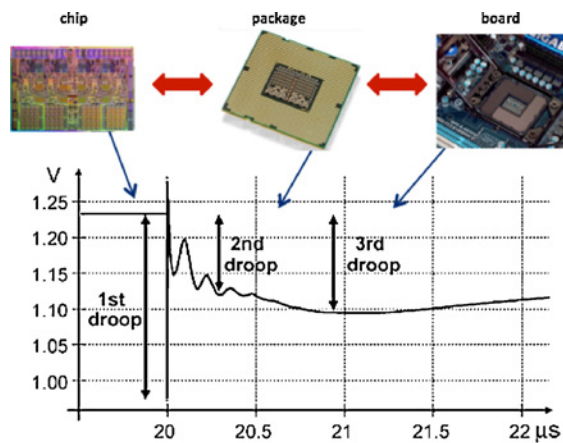 chip
package
board
GIGAB
V
1.25
1.20
1.15
1.10
1.05
1.00
1st
droop
2nd
droop
3rd
droop
20
20.5
21
21.5
22
µs